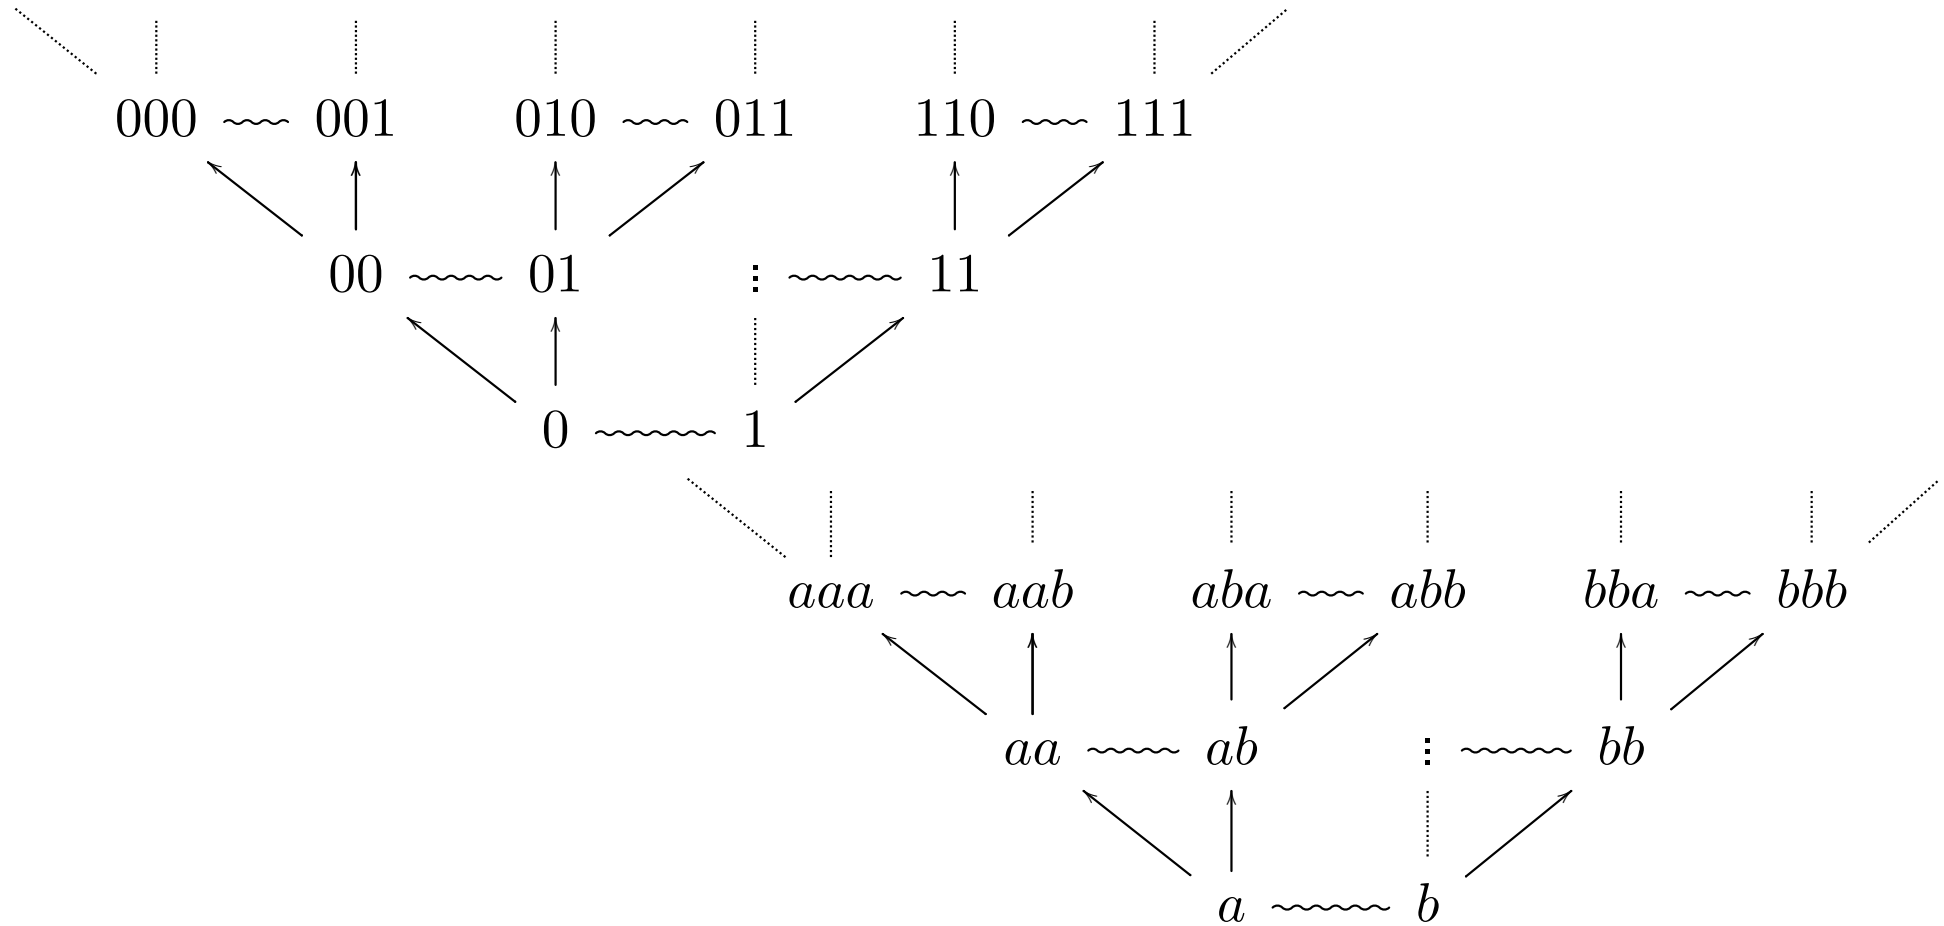 000 001 010 011 110 111
00 01 ⋮ 11
0 1
aaa aab aba abb bba bbb
aa ab ⋮ bb
a b